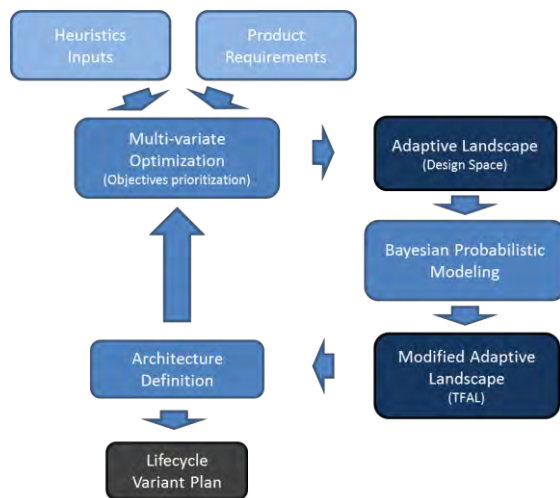 Heuristics
Inputs
Product
Requirements
Multi-variate
Optimization
(Objectives prioritization)
Adaptive Landscape
(Design Space)
Bayesian Probabilistic
Modeling
Modified Adaptive
Landscape
(TFAL)
Architecture
Definition
Lifecycle
Variant Plan